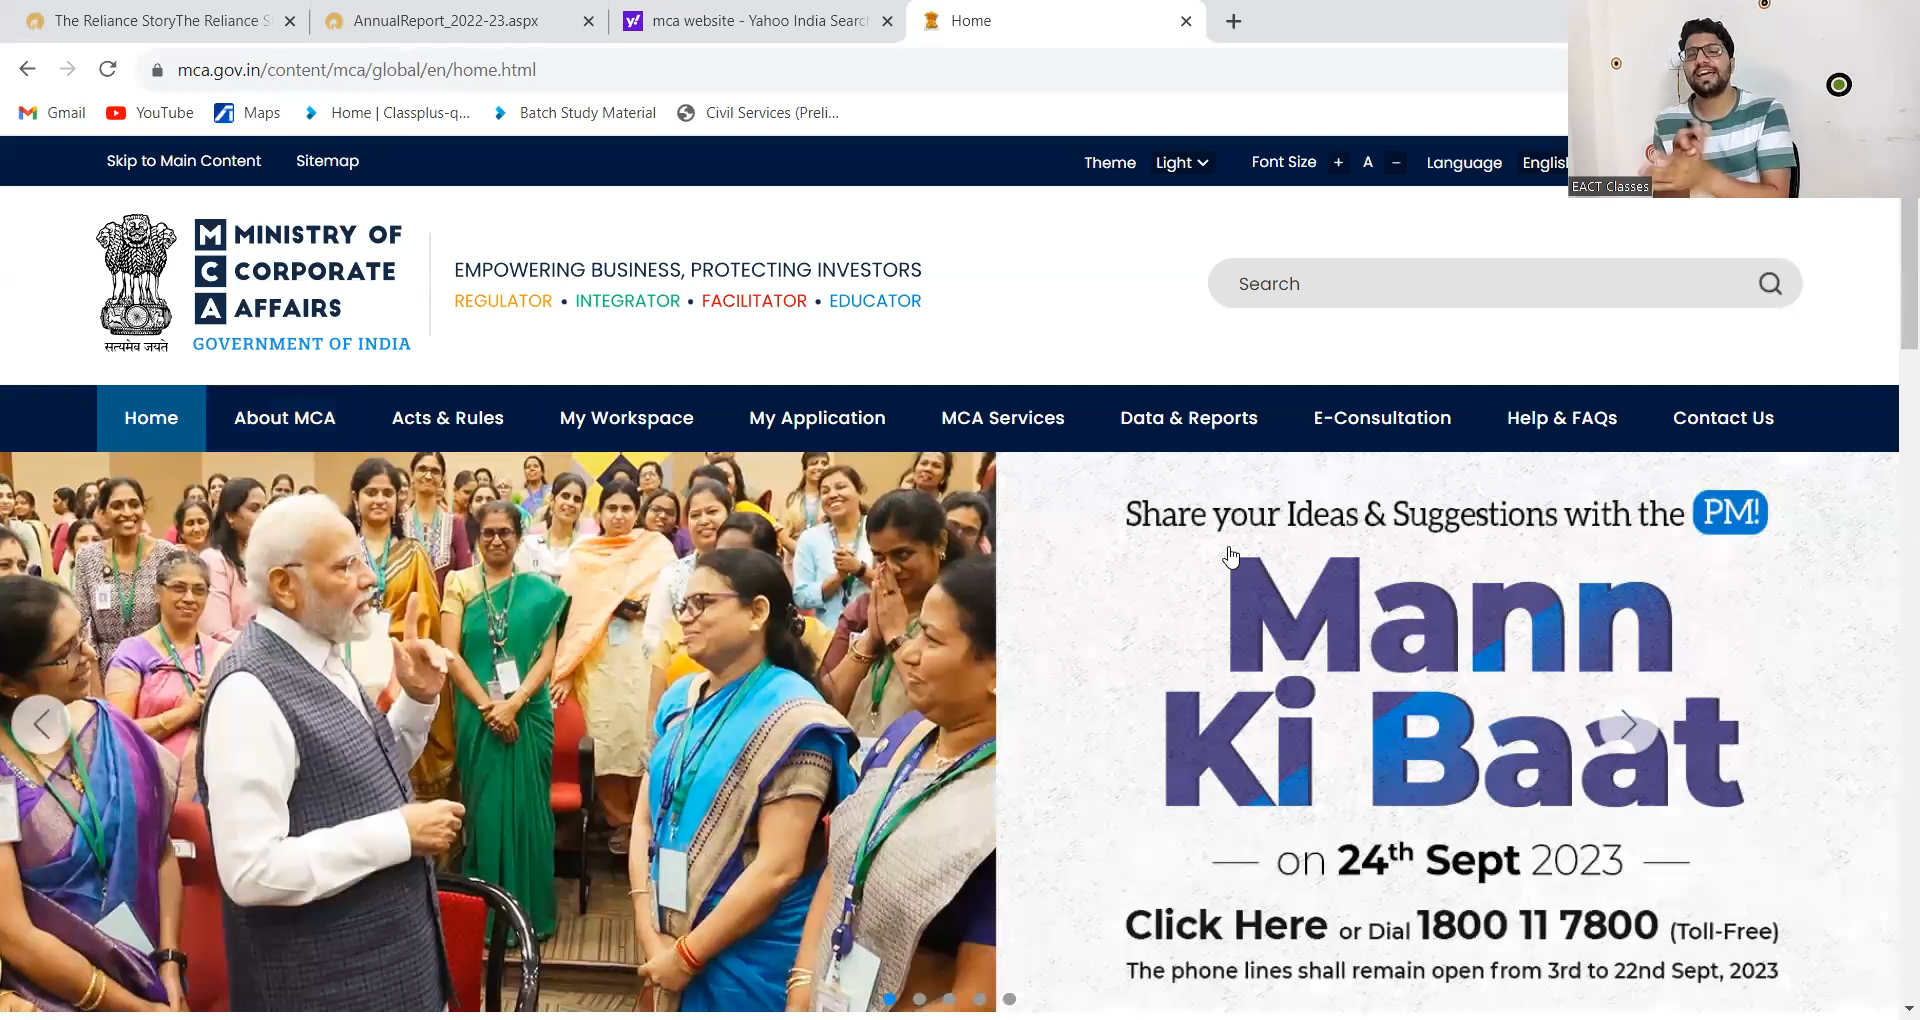 The Reliance StoryThe Reliance S
AnnualReport_2022-23.aspx
mca website - Yahoo India Searc
Home
mca.gov.in/content/mca/global/en/home.html
Gmail
YouTube
Maps
Home | Classplus-q...
Batch Study Material
Civil Services (Preli...
EACT Classes
Skip to Main Content
Sitemap
Theme
Light
Font Size + A -
Language
Englis
MINISTRY OF
CORPORATE
AFFAIRS
GOVERNMENT OF INDIA
सत्यमेव जयते
EMPOWERING BUSINESS, PROTECTING INVESTORS
REGULATOR • INTEGRATOR • FACILITATOR • EDUCATOR
Search
Home
About MCA
Acts & Rules
My Workspace
My Application
MCA Services
Data & Reports
E-Consultation
Help & FAQs
Contact Us
Share your Ideas & Suggestions with the PM!
Mann
Ki Baat
on 24th Sept 2023
Click Here or Dial 1800 11 7800 (Toll-Free)
The phone lines shall remain open from 3rd to 22nd Sept, 2023